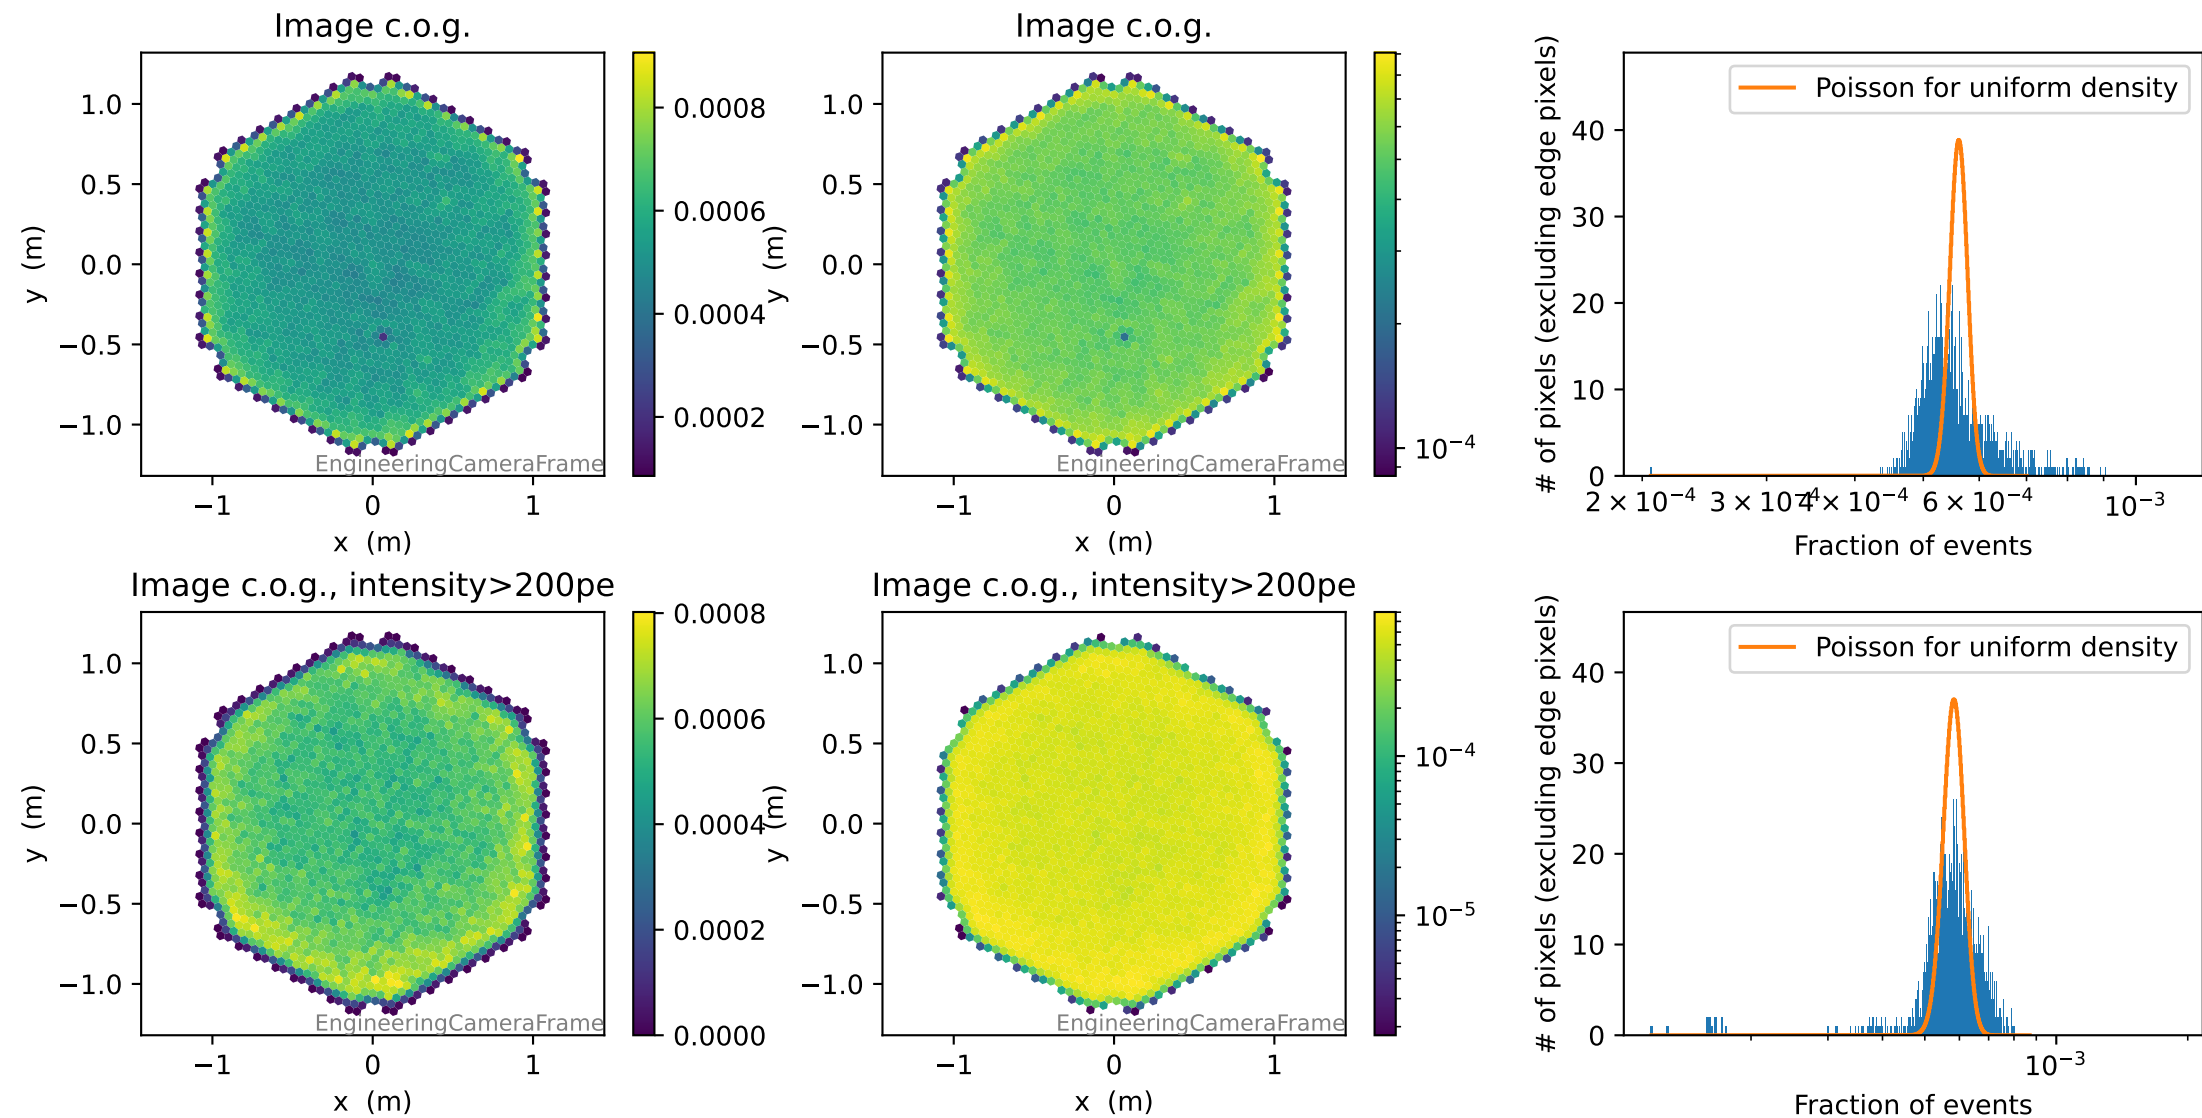 Image c.o.g.
1.0
0.5
0.0
−0.5
−1.0
y (m)
−1 0 1
x (m)
EngineeringCameraFrame
0.0008
0.0006
0.0004
0.0002
Image c.o.g.
1.0
0.5
0.0
−0.5
−1.0
y (m)
−1 0 1
x (m)
EngineeringCameraFrame
10⁻⁴
Poisson for uniform density
# of pixels (excluding edge pixels)
40
30
20
10
0
2 × 10⁻⁴ 3 × 10⁻⁴ 4 × 10⁻⁴ 6 × 10⁻⁴ 10⁻³
Fraction of events
Image c.o.g., intensity>200pe
1.0
0.5
0.0
−0.5
−1.0
y (m)
−1 0 1
x (m)
EngineeringCameraFrame
0.0008
0.0006
0.0004
0.0002
0.0000
Image c.o.g., intensity>200pe
1.0
0.5
0.0
−0.5
−1.0
y (m)
−1 0 1
x (m)
EngineeringCameraFrame
10⁻⁴
10⁻⁵
Poisson for uniform density
# of pixels (excluding edge pixels)
40
30
20
10
0
10⁻³
Fraction of events